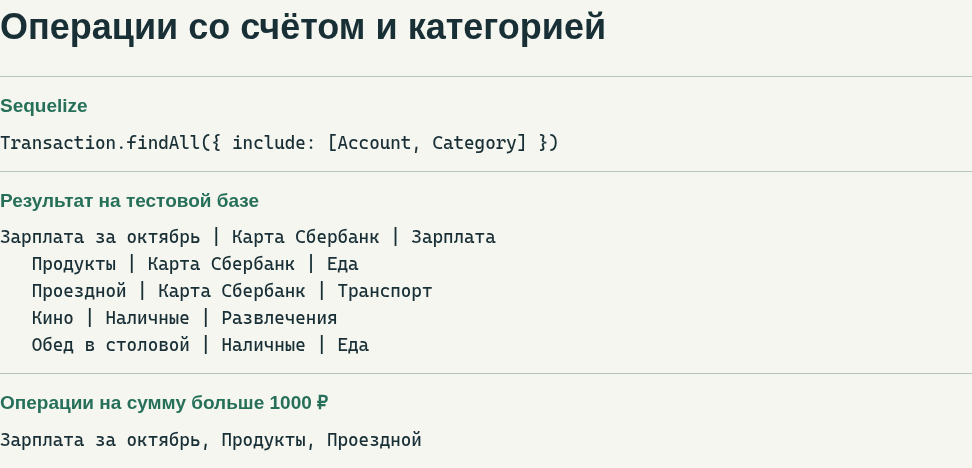 Операции со счётом и категорией
Sequelize
Transaction.findAll({ include: [Account, Category] })
Результат на тестовой базе
Зарплата за октябрь | Карта Сбербанк | Зарплата
Продукты | Карта Сбербанк | Еда
Проездной | Карта Сбербанк | Транспорт
Кино | Наличные | Развлечения
Обед в столовой | Наличные | Еда
Операции на сумму больше 1000 ₽
Зарплата за октябрь, Продукты, Проездной